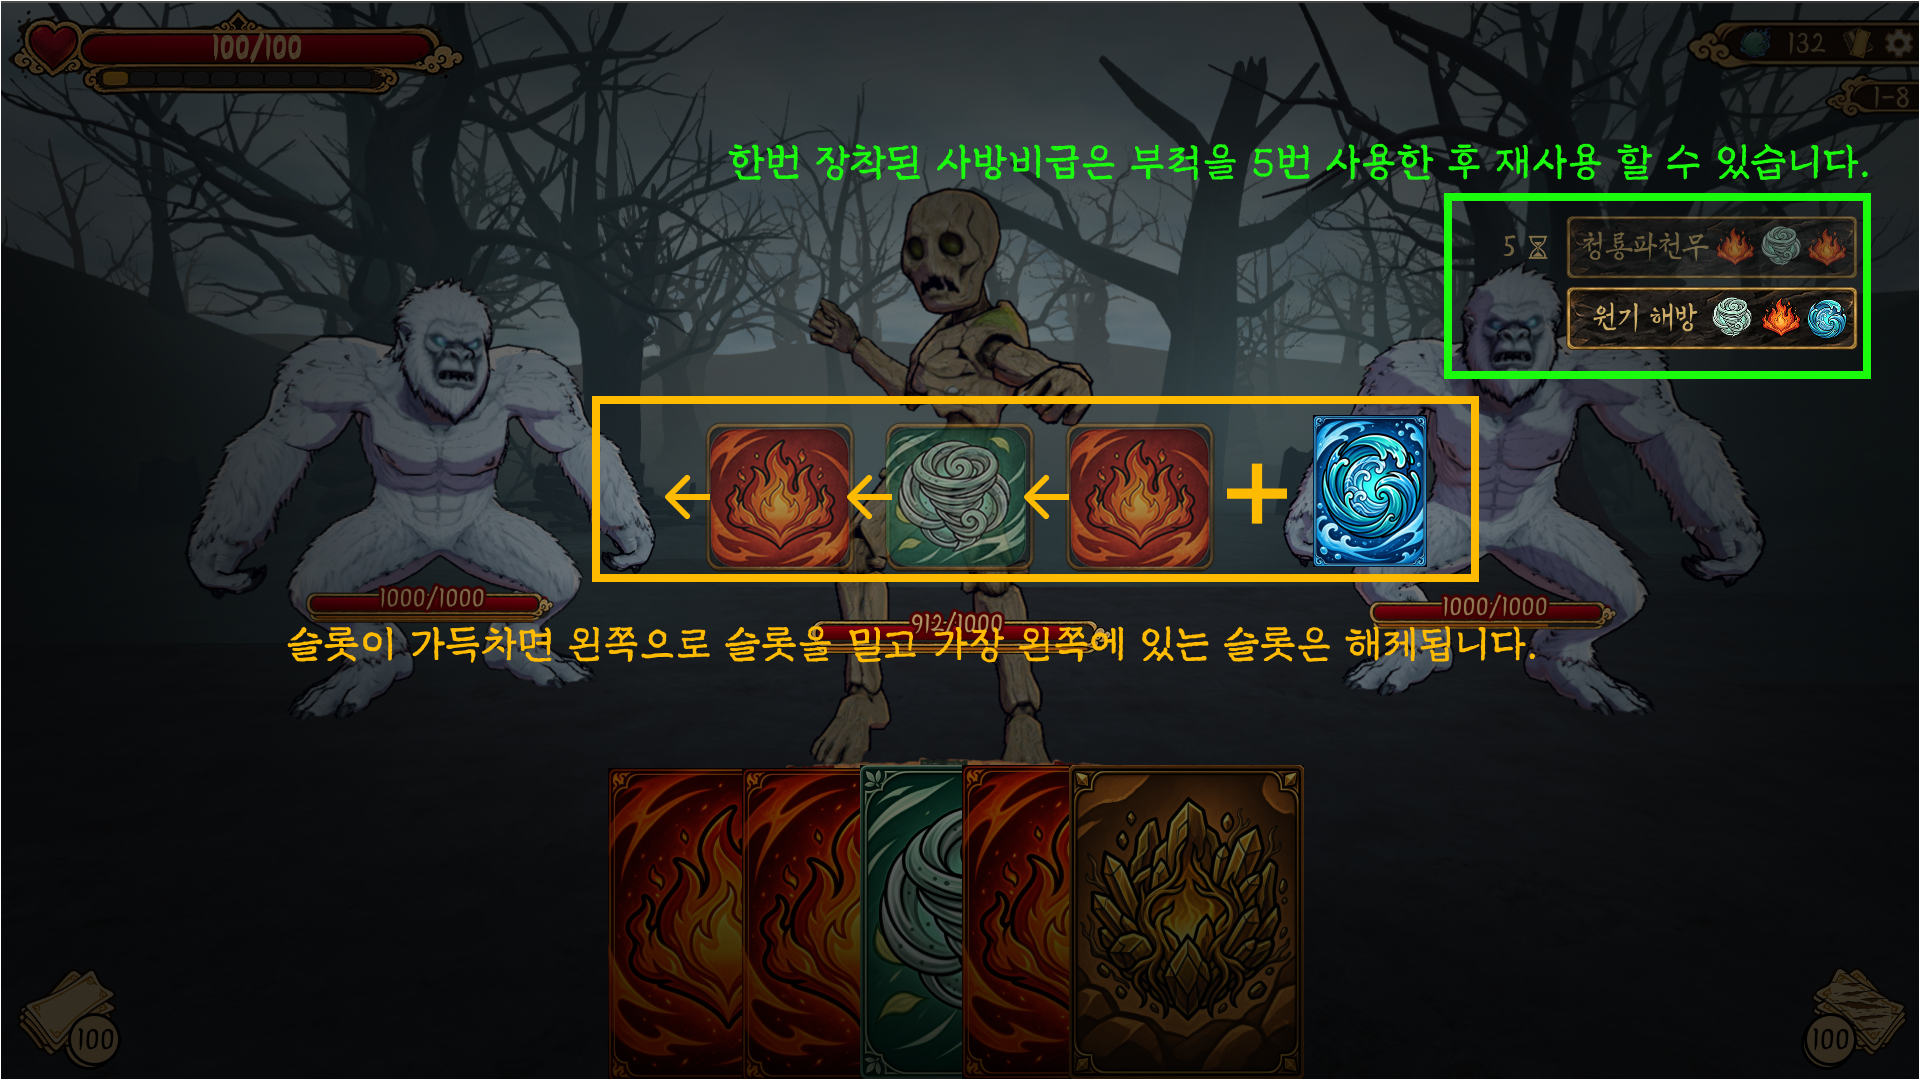 100/100
132
1-8
한번 장착된 사방비급은 부적을 5번 사용한 후 재사용 할 수 있습니다.
5 청룡파천무
원기 해방
1000/1000
912/1000
1000/1000
슬롯이 가득차면 왼쪽으로 슬롯을 밀고 가장 왼쪽에 있는 슬롯은 해케됩니다.
100
100